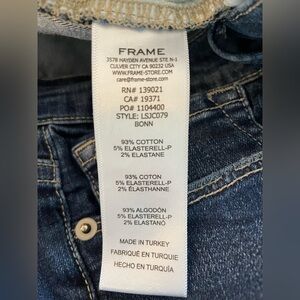 FRAME
3578 HAYDEN AVENUE STE N-1
CULVER CITY CA 90232 USA
WWW.FRAME-STORE.COM
care@frame-store.com
RN# 139021
CA# 19371
PO# 1104400
STYLE: LSJC079
BONN
93% COTTON
5% ELASTERELL-P
2% ELASTANE
93% COTON
5% ELASTERELL-P
2% ÉLASTHANNE
93% ALGODÓN
5% ELASTERELL-P
2% ELASTANO
MADE IN TURKEY
FABRIQUÉ EN TURQUIE
HECHO EN TURQUÍA